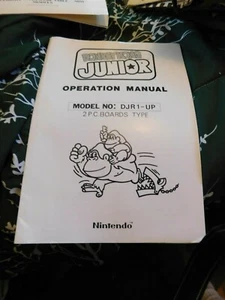 DONKEY KONG
JUNIOR
OPERATION MANUAL
MODEL NO: DJR1-UP
2 P C BOARDS TYPE
Nintendo